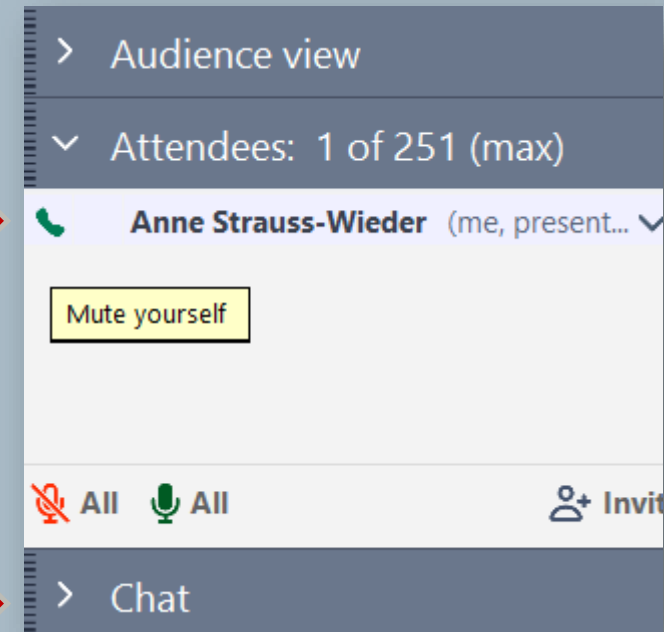 Audience view
Attendees: 1 of 251 (max)
Anne Strauss-Wieder (me, present...
Mute yourself
All All Invit
Chat